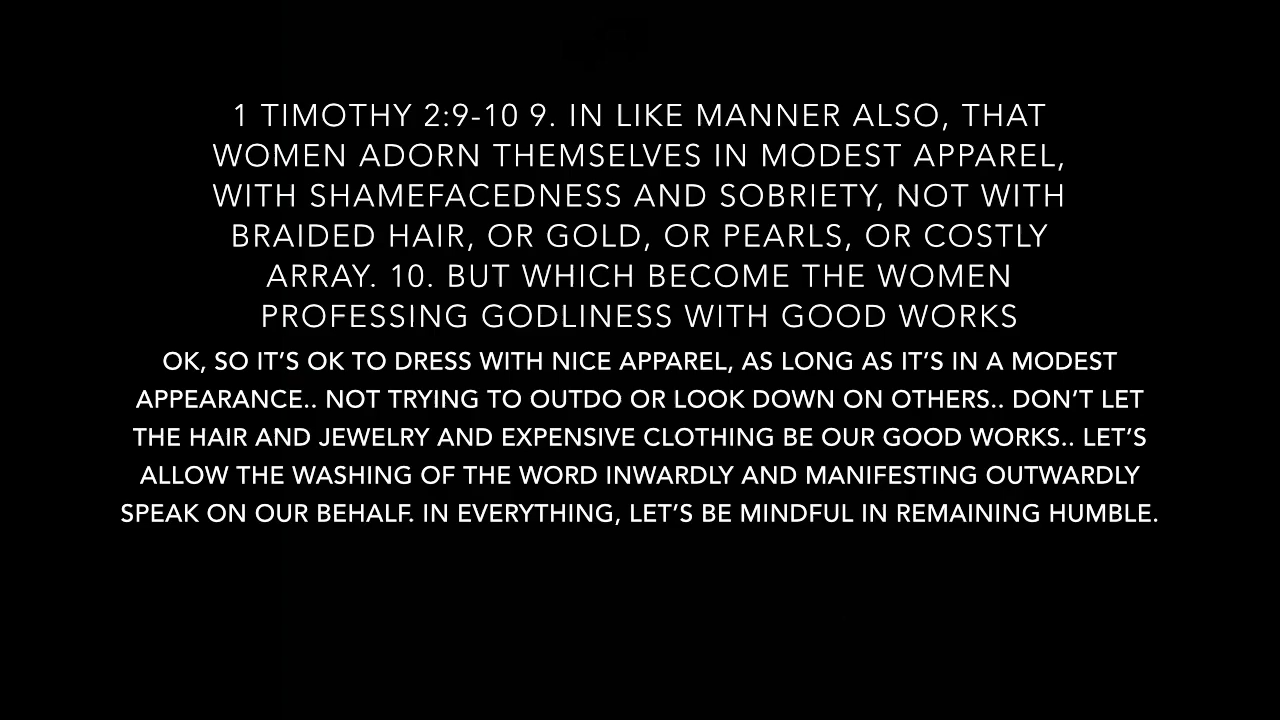 1 TIMOTHY 2:9-10 9. IN LIKE MANNER ALSO, THAT
WOMEN ADORN THEMSELVES IN MODEST APPAREL,
WITH SHAMEFACEDNESS AND SOBRIETY, NOT WITH
BRAIDED HAIR, OR GOLD, OR PEARLS, OR COSTLY
ARRAY. 10. BUT WHICH BECOME THE WOMEN
PROFESSING GODLINESS WITH GOOD WORKS
OK, SO IT’S OK TO DRESS WITH NICE APPAREL, AS LONG AS IT’S IN A MODEST
APPEARANCE.. NOT TRYING TO OUTDO OR LOOK DOWN ON OTHERS.. DON’T LET
THE HAIR AND JEWELRY AND EXPENSIVE CLOTHING BE OUR GOOD WORKS.. LET’S
ALLOW THE WASHING OF THE WORD INWARDLY AND MANIFESTING OUTWARDLY
SPEAK ON OUR BEHALF. IN EVERYTHING, LET’S BE MINDFUL IN REMAINING HUMBLE.